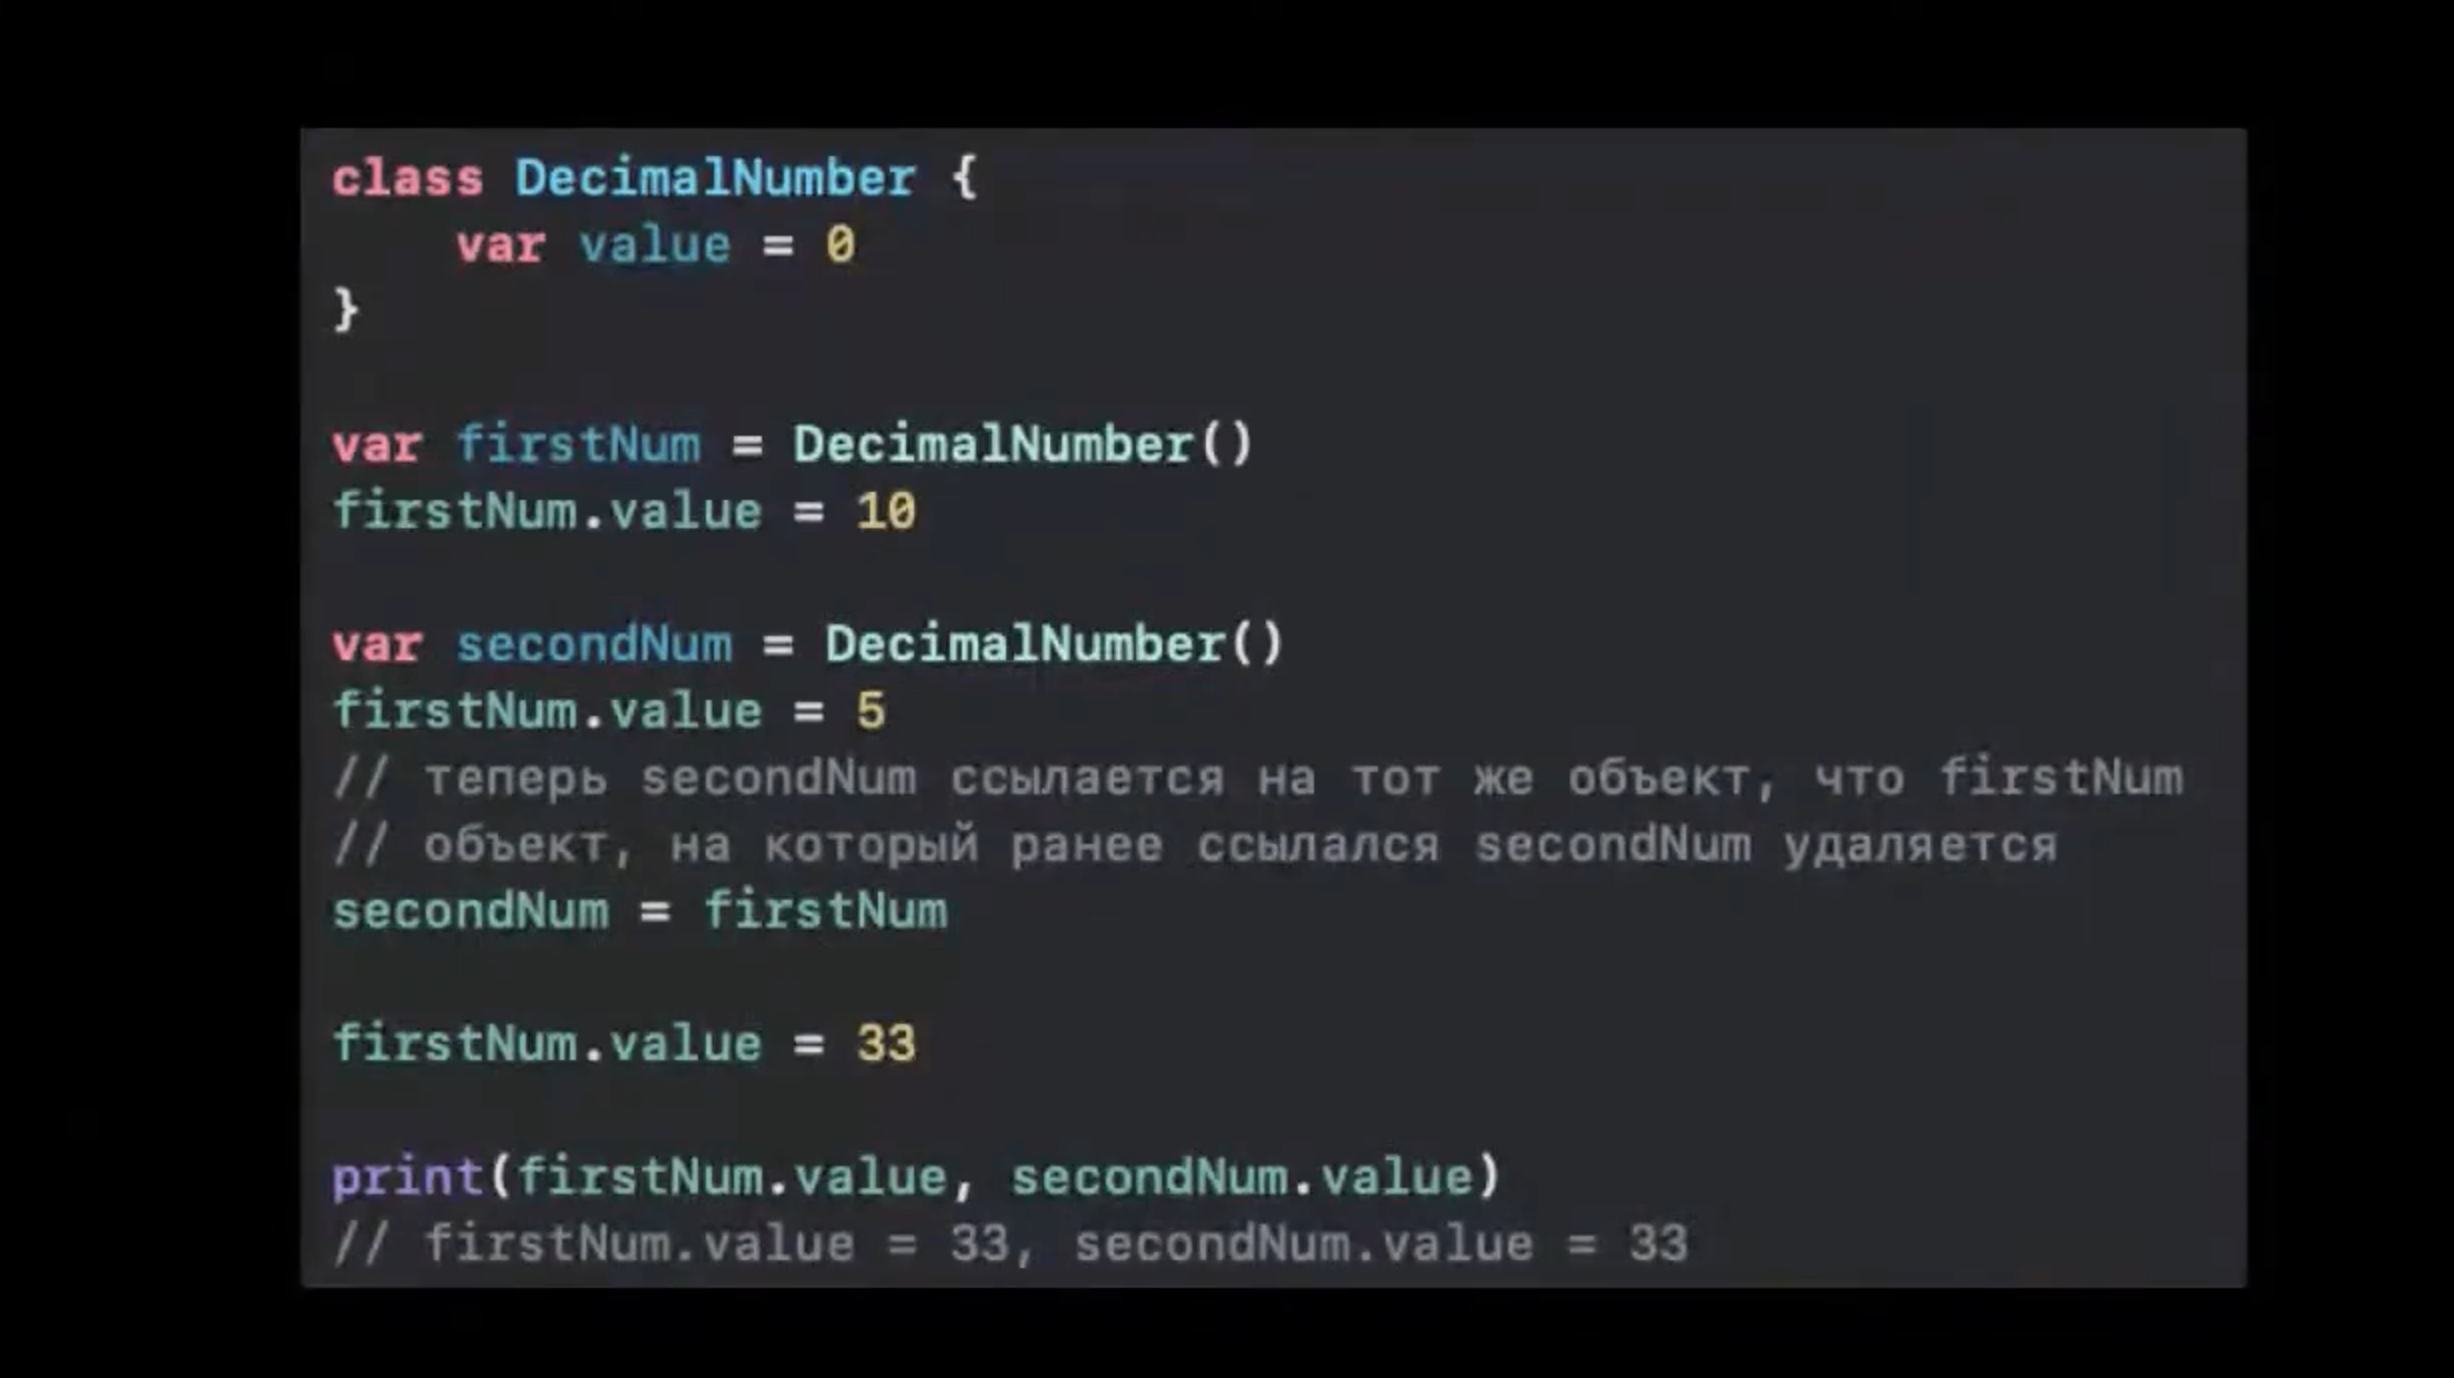 class DecimalNumber {
    var value = 0
}
var firstNum = DecimalNumber()
firstNum.value = 10
var secondNum = DecimalNumber()
firstNum.value = 5
// теперь secondNum ссылается на тот же объект, что firstNum
// объект, на который ранее ссылался secondNum удаляется
secondNum = firstNum
firstNum.value = 33
print(firstNum.value, secondNum.value)
// firstNum.value = 33, secondNum.value = 33